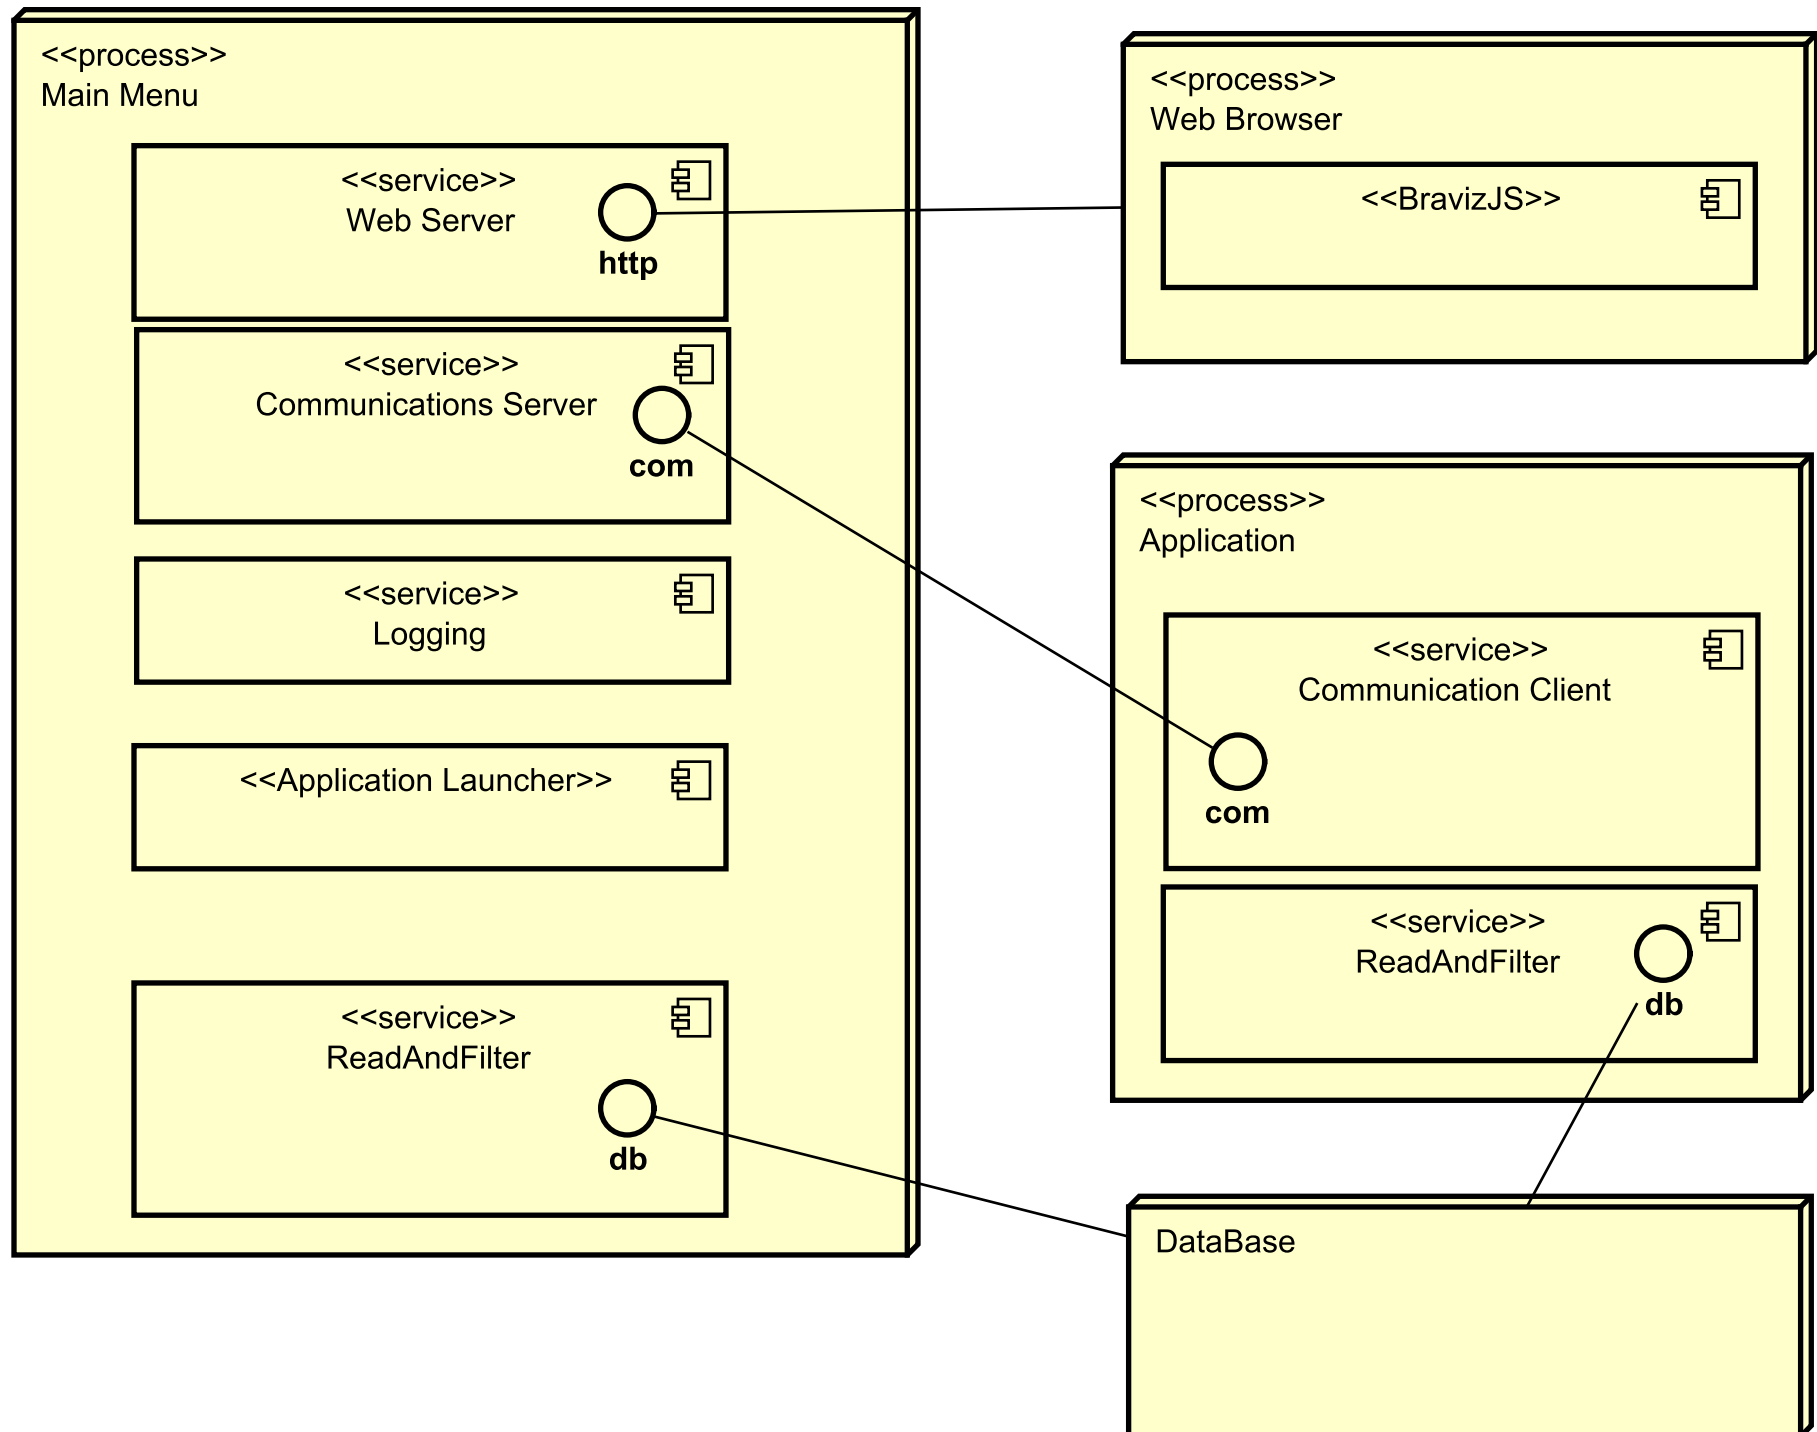 <<process>>
Main Menu
<<service>>
Web Server
http
<<service>>
Communications Server
com
<<service>>
Logging
<<Application Launcher>>
<<service>>
ReadAndFilter
db
<<process>>
Web Browser
<<BravizJS>>
<<process>>
Application
<<service>>
Communication Client
com
<<service>>
ReadAndFilter
db
DataBase